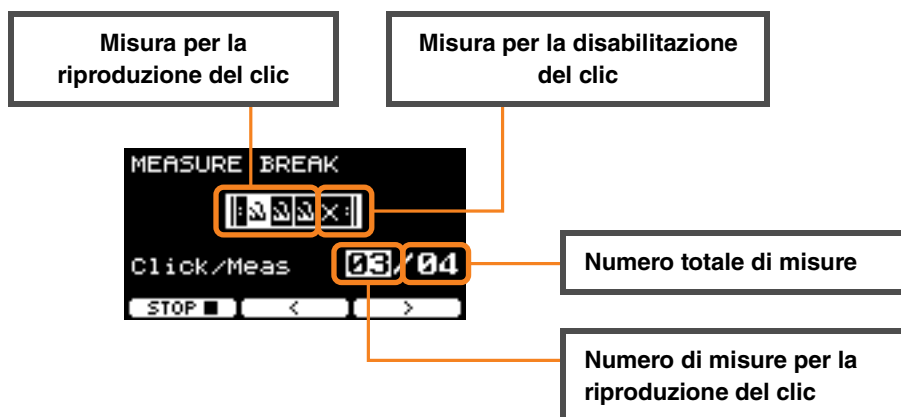 Misura per la
riproduzione del clic
Misura per la disabilitazione
del clic
MEASURE BREAK
Click/Meas 03/04
STOP ■ < >
Numero totale di misure
Numero di misure per la
riproduzione del clic